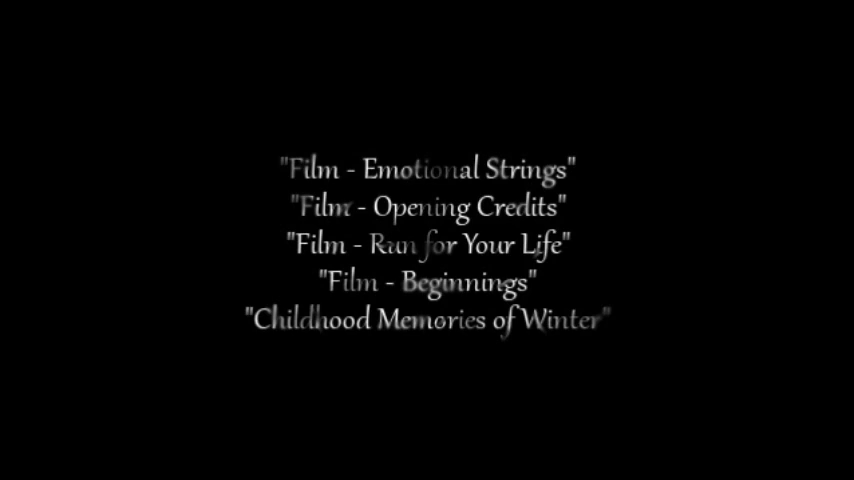 "Film - Emotional Strings"
"Film - Opening Credits"
"Film - Run for Your Life"
"Film - Beginnings"
"Childhood Memories of Winter"